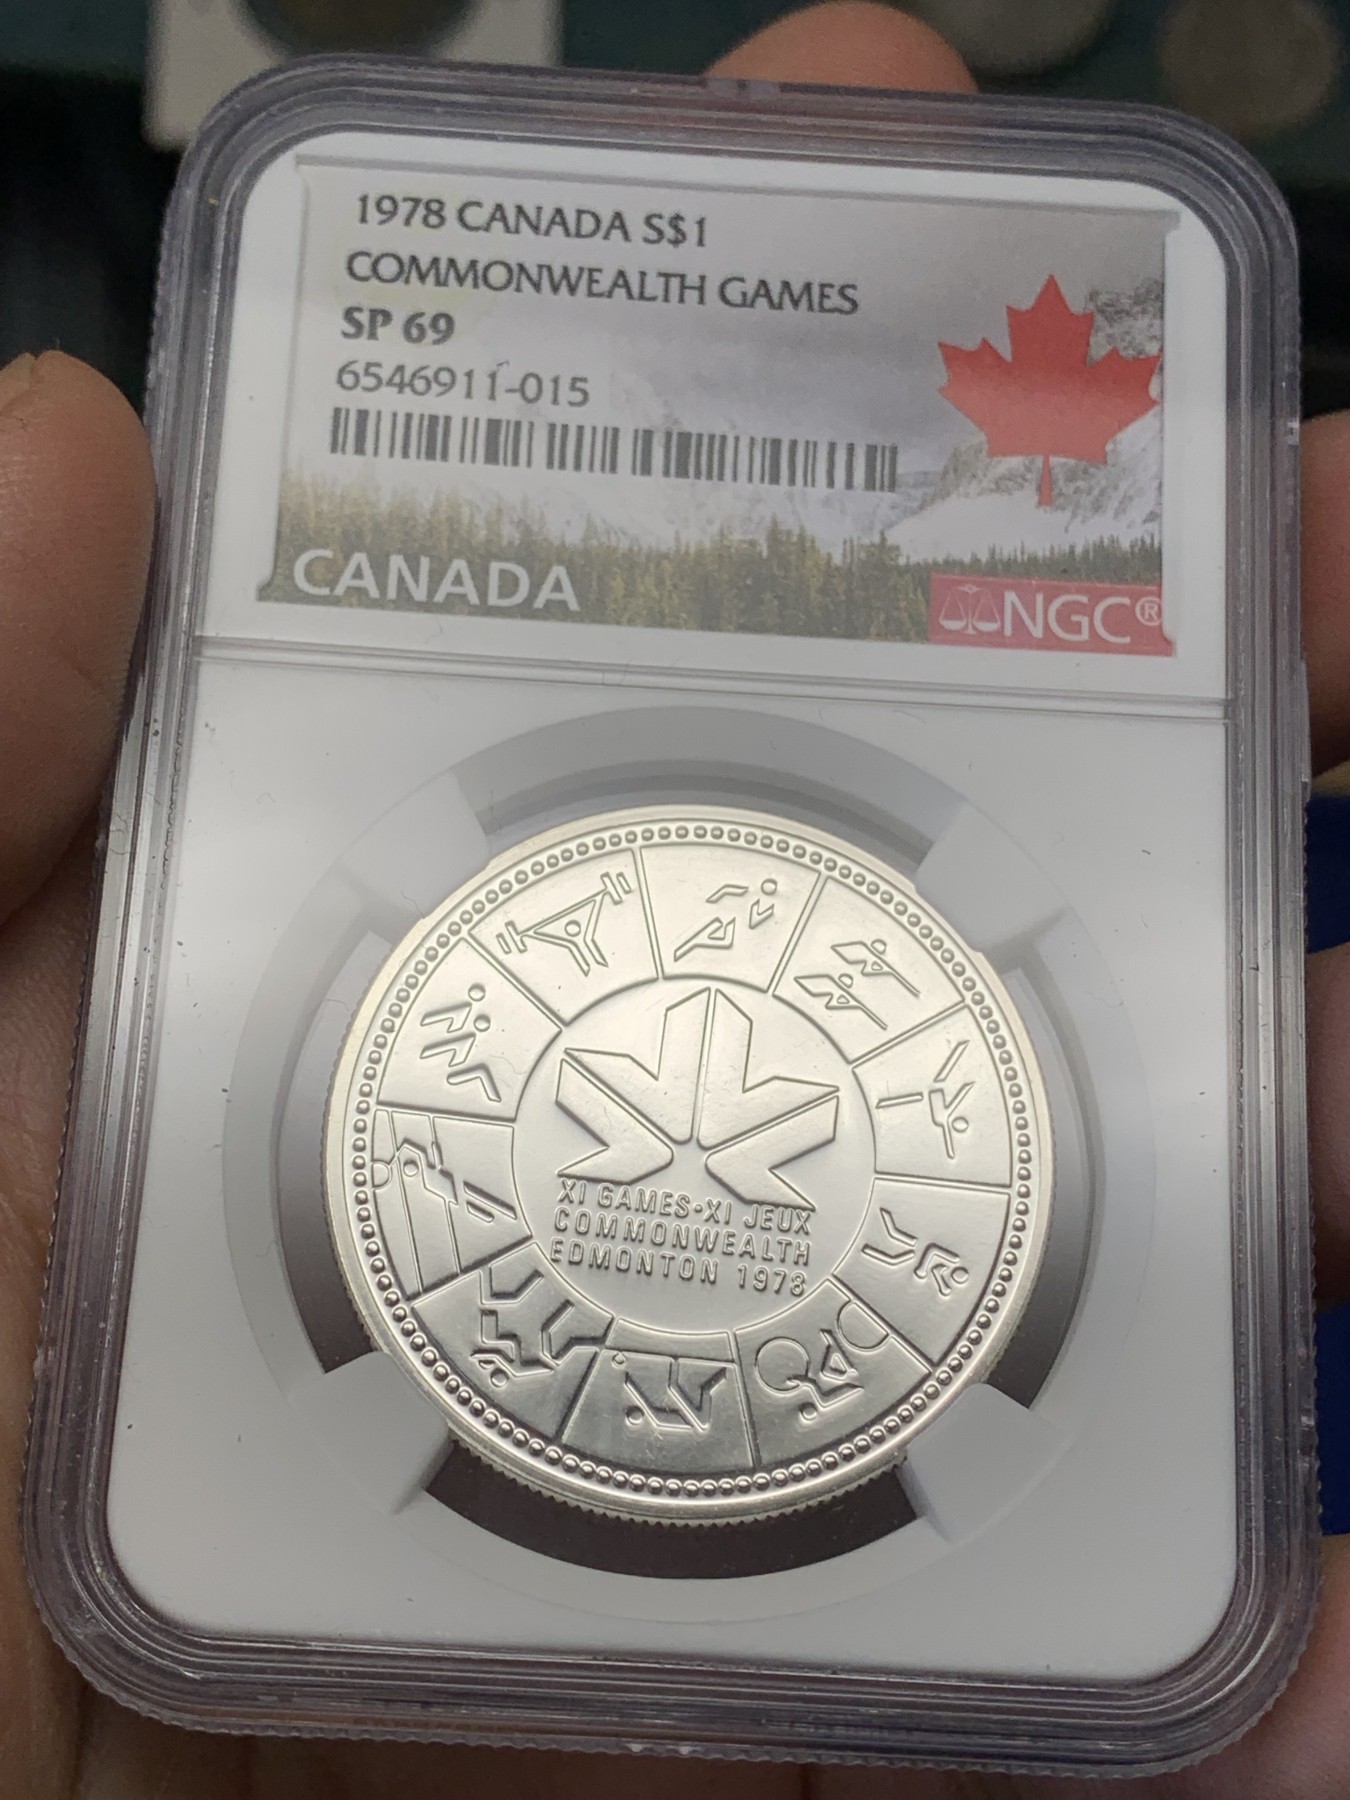 1978 CANADA S$1
COMMONWEALTH GAMES
SP 69
6546911-015
CANADA
NGC®
XI GAMES·XI JEUX
COMMONWEALTH
EDMONTON 1978